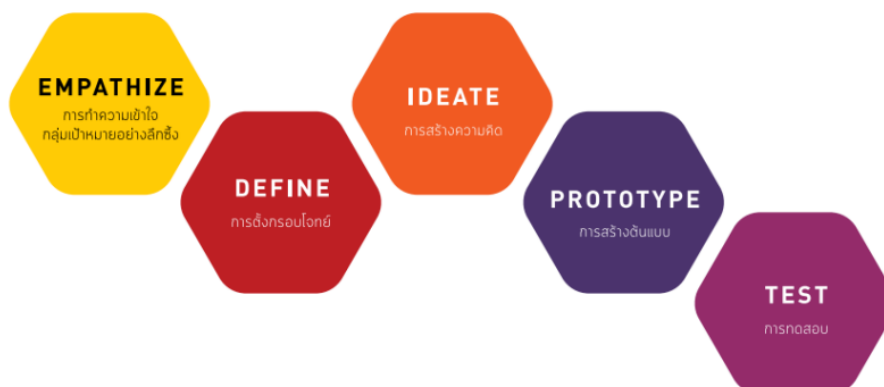 EMPATHIZE
การทำความเข้าใจ
กลุ่มเป้าหมายอย่างลึกซึ้ง
DEFINE
การตั้งกรอบโจทย์
IDEATE
การสร้างความคิด
PROTOTYPE
การสร้างต้นแบบ
TEST
การทดสอบ